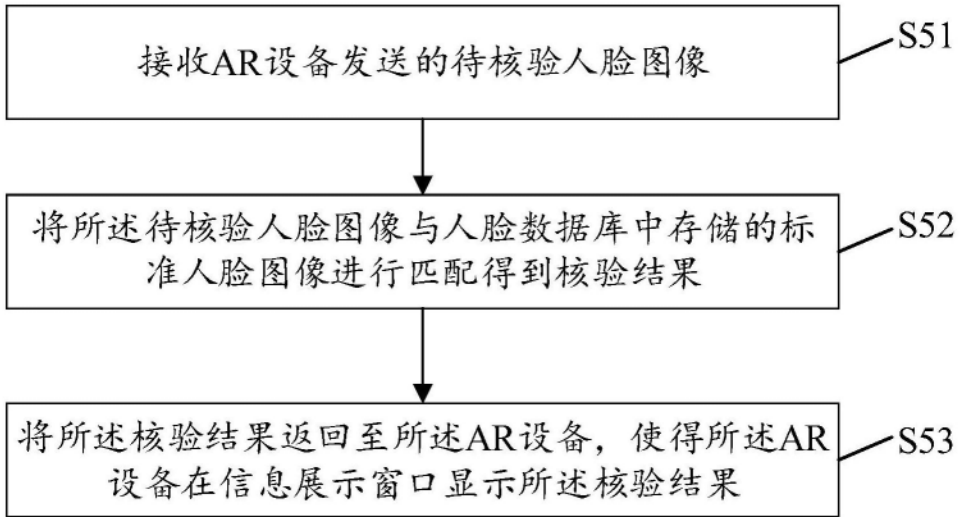 接收AR设备发送的待核验人脸图像
S51
将所述待核验人脸图像与人脸数据库中存储的标
准人脸图像进行匹配得到核验结果
S52
将所述核验结果返回至所述AR设备，使得所述AR
设备在信息展示窗口显示所述核验结果
S53